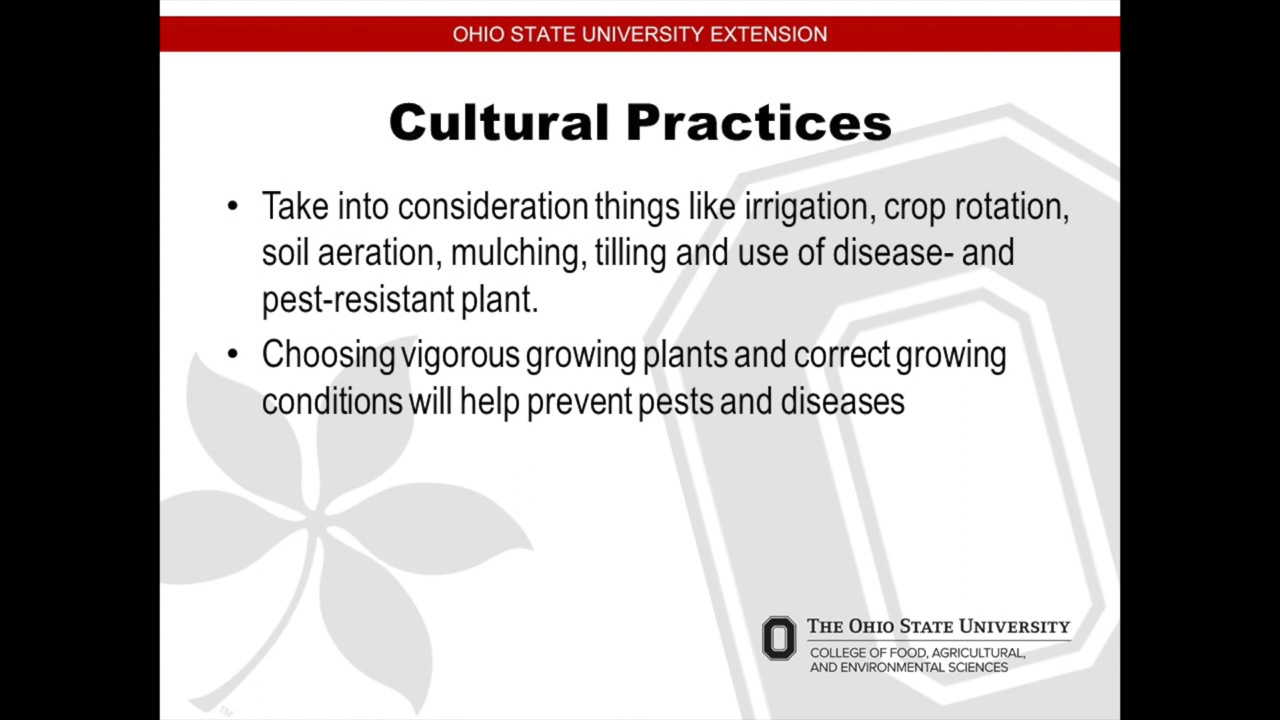 OHIO STATE UNIVERSITY EXTENSION
Cultural Practices
• Take into consideration things like irrigation, crop rotation,
soil aeration, mulching, tilling and use of disease- and
pest-resistant plant.
• Choosing vigorous growing plants and correct growing
conditions will help prevent pests and diseases
THE OHIO STATE UNIVERSITY
COLLEGE OF FOOD, AGRICULTURAL,
AND ENVIRONMENTAL SCIENCES
TM